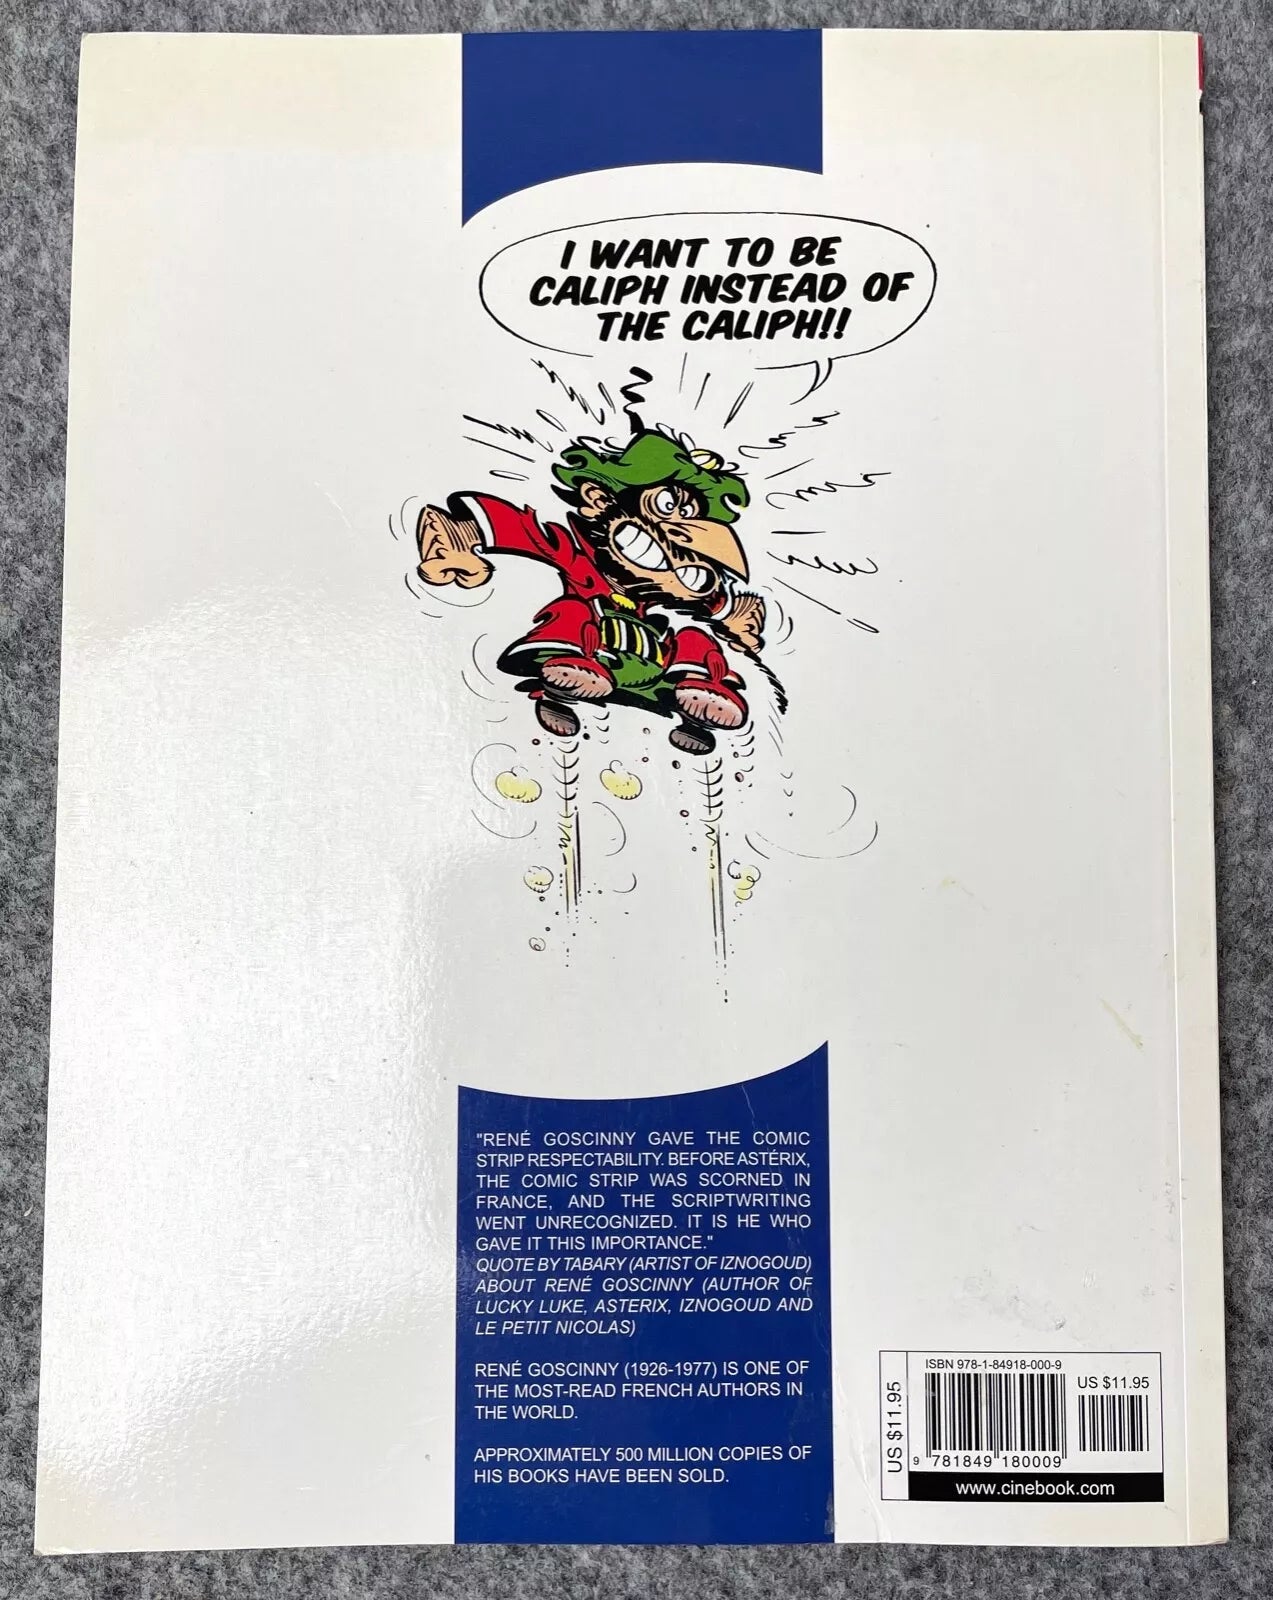 I WANT TO BE
CALIPH INSTEAD OF
THE CALIPH!!
"RENÉ GOSCINNY GAVE THE COMIC
STRIP RESPECTABILITY. BEFORE ASTÉRIX,
THE COMIC STRIP WAS SCORNED IN
FRANCE, AND THE SCRIPTWRITING
WENT UNRECOGNIZED. IT IS HE WHO
GAVE IT THIS IMPORTANCE."
QUOTE BY TABARY (ARTIST OF IZNOGOUD)
ABOUT RENÉ GOSCINNY (AUTHOR OF
LUCKY LUKE, ASTERIX, IZNOGOUD AND
LE PETIT NICOLAS)
RENÉ GOSCINNY (1926-1977) IS ONE OF
THE MOST-READ FRENCH AUTHORS IN
THE WORLD.
APPROXIMATELY 500 MILLION COPIES OF
HIS BOOKS HAVE BEEN SOLD.
US $11.95
ISBN 978-1-84918-000-9
US $11.95
9 781849 180009
www.cinebook.com